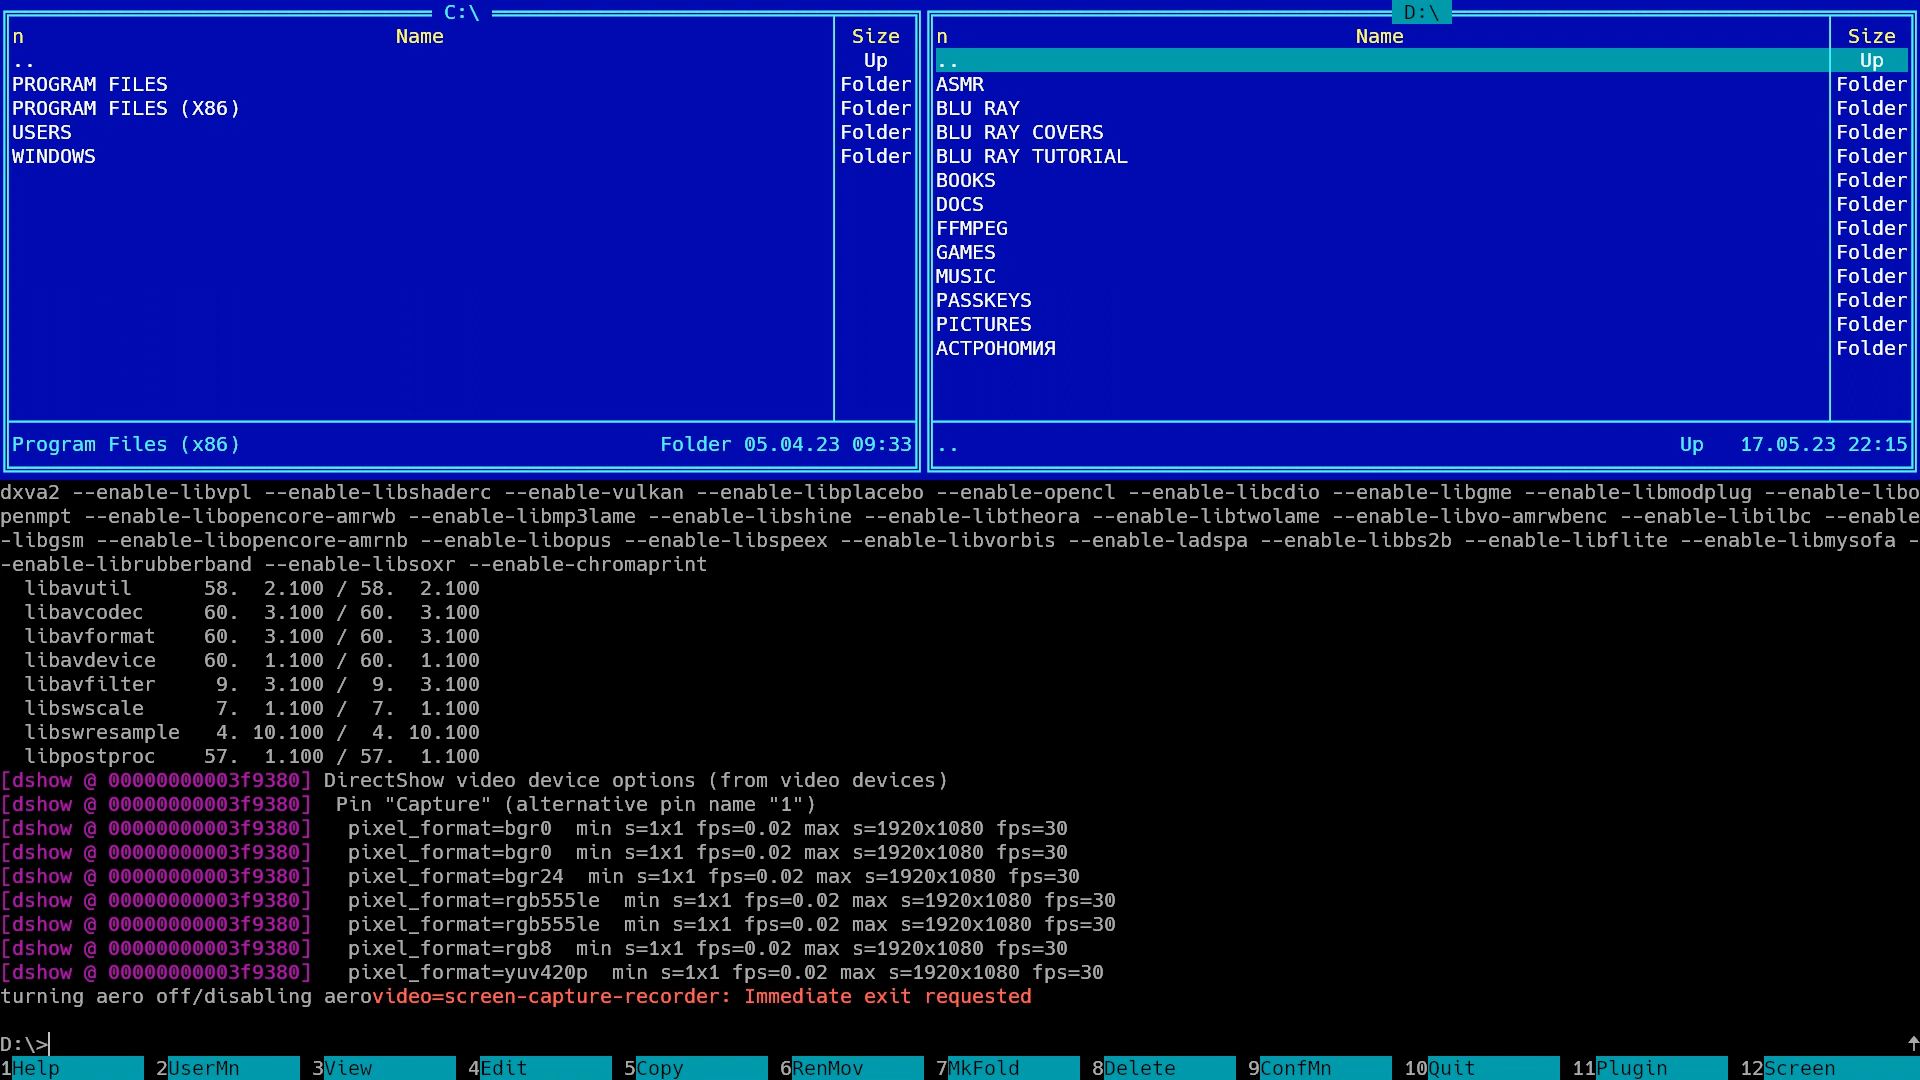 C:\
n Name Size
.. Up
PROGRAM FILES Folder
PROGRAM FILES (X86) Folder
USERS Folder
WINDOWS Folder
Program Files (x86) Folder 05.04.23 09:33
D:\
n Name Size
.. Up
ASMR Folder
BLU RAY Folder
BLU RAY COVERS Folder
BLU RAY TUTORIAL Folder
BOOKS Folder
DOCS Folder
FFMPEG Folder
GAMES Folder
MUSIC Folder
PASSKEYS Folder
PICTURES Folder
АСТРОНОМИЯ Folder
.. Up 17.05.23 22:15
dxva2 --enable-libvpl --enable-libshaderc --enable-vulkan --enable-libplacebo --enable-opencl --enable-libcdio --enable-libgme --enable-libmodplug --enable-libo
penmpt --enable-libopencore-amrwb --enable-libmp3lame --enable-libshine --enable-libtheora --enable-libtwolame --enable-libvo-amrwbenc --enable-libilbc --enable
-libgsm --enable-libopencore-amrnb --enable-libopus --enable-libspeex --enable-libvorbis --enable-ladspa --enable-libbs2b --enable-libflite --enable-libmysofa -
-enable-librubberband --enable-libsoxr --enable-chromaprint
libavutil 58. 2.100 / 58. 2.100
libavcodec 60. 3.100 / 60. 3.100
libavformat 60. 3.100 / 60. 3.100
libavdevice 60. 1.100 / 60. 1.100
libavfilter 9. 3.100 / 9. 3.100
libswscale 7. 1.100 / 7. 1.100
libswresample 4. 10.100 / 4. 10.100
libpostproc 57. 1.100 / 57. 1.100
[dshow @ 00000000003f9380] DirectShow video device options (from video devices)
[dshow @ 00000000003f9380] Pin "Capture" (alternative pin name "1")
[dshow @ 00000000003f9380] pixel_format=bgr0 min s=1x1 fps=0.02 max s=1920x1080 fps=30
[dshow @ 00000000003f9380] pixel_format=bgr0 min s=1x1 fps=0.02 max s=1920x1080 fps=30
[dshow @ 00000000003f9380] pixel_format=bgr24 min s=1x1 fps=0.02 max s=1920x1080 fps=30
[dshow @ 00000000003f9380] pixel_format=rgb555le min s=1x1 fps=0.02 max s=1920x1080 fps=30
[dshow @ 00000000003f9380] pixel_format=rgb555le min s=1x1 fps=0.02 max s=1920x1080 fps=30
[dshow @ 00000000003f9380] pixel_format=rgb8 min s=1x1 fps=0.02 max s=1920x1080 fps=30
[dshow @ 00000000003f9380] pixel_format=yuv420p min s=1x1 fps=0.02 max s=1920x1080 fps=30
turning aero off/disabling aerovideo=screen-capture-recorder: Immediate exit requested
D:\>
1Help 2UserMn 3View 4Edit 5Copy 6RenMov 7MkFold 8Delete 9ConfMn 10Quit 11Plugin 12Screen